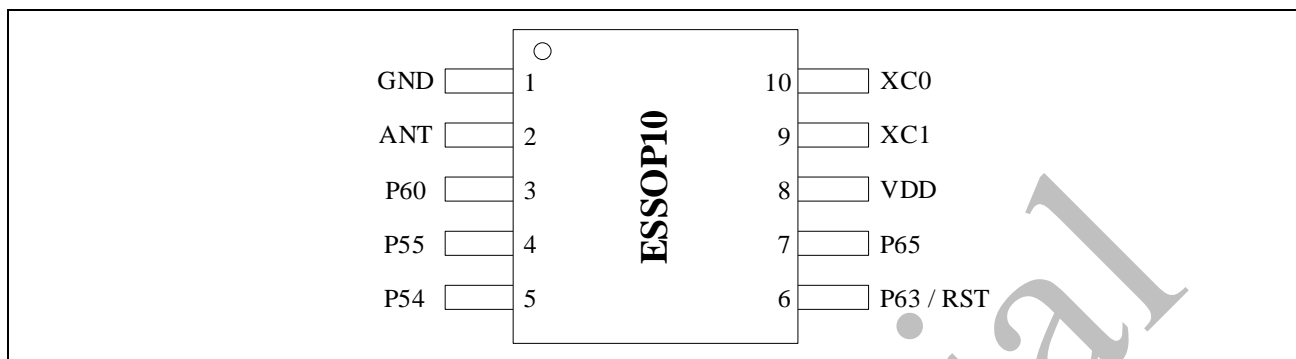 GND 1 10 XC0
ANT 2 9 XC1
P60 3 8 VDD
P55 4 7 P65
P54 5 6 P63 / RST
ESSOP10
ial